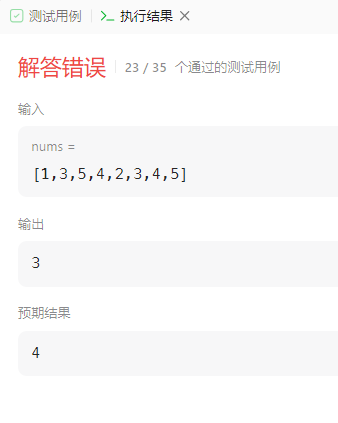 测试用例 执行结果
解答错误 23 / 35 个通过的测试用例
输入
nums =
[1,3,5,4,2,3,4,5]
输出
3
预期结果
4